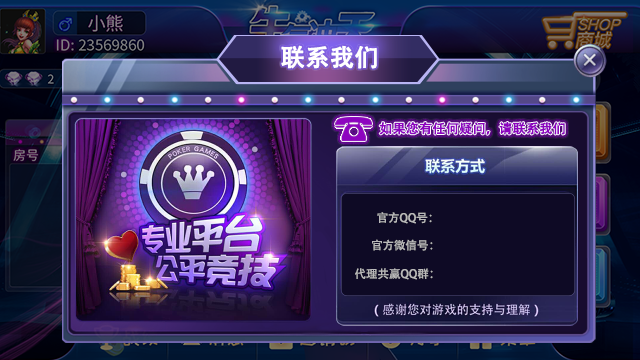 小熊
ID: 23569860
SHOP
商城
2
联系我们
房号
POKER GAMES
专业平台
公平竞技
如果您有任何疑问，请联系我们
联系方式
官方QQ号：
官方微信号：
代理共赢QQ群：
(感谢您对游戏的支持与理解)